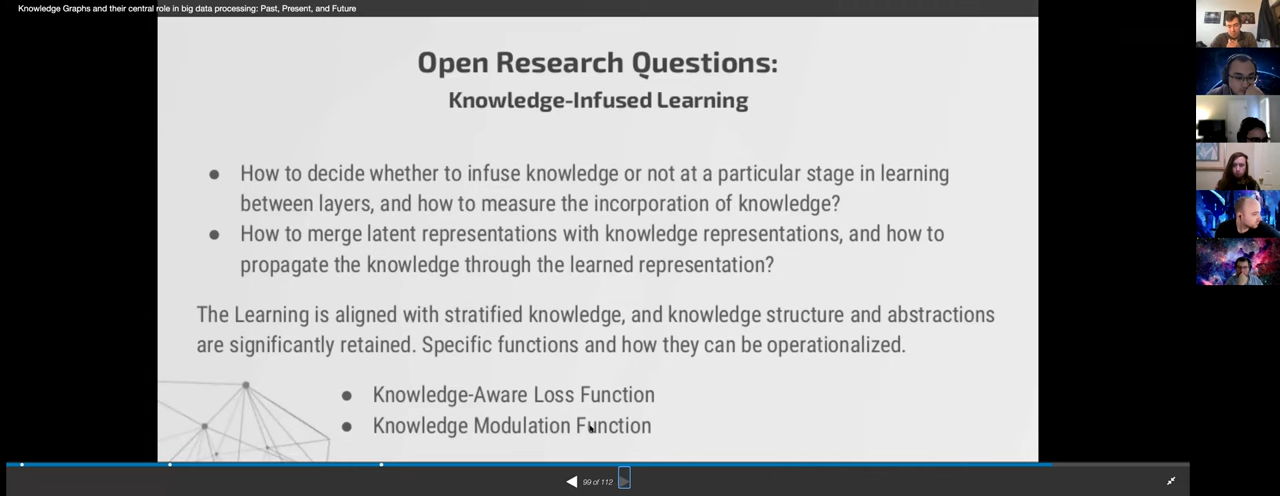 Knowledge Graphs and their central role in big data processing: Past, Present, and Future
Open Research Questions:
Knowledge-Infused Learning
● How to decide whether to infuse knowledge or not at a particular stage in learning
between layers, and how to measure the incorporation of knowledge?
● How to merge latent representations with knowledge representations, and how to
propagate the knowledge through the learned representation?
The Learning is aligned with stratified knowledge, and knowledge structure and abstractions
are significantly retained. Specific functions and how they can be operationalized.
● Knowledge-Aware Loss Function
● Knowledge Modulation Function
99 of 112